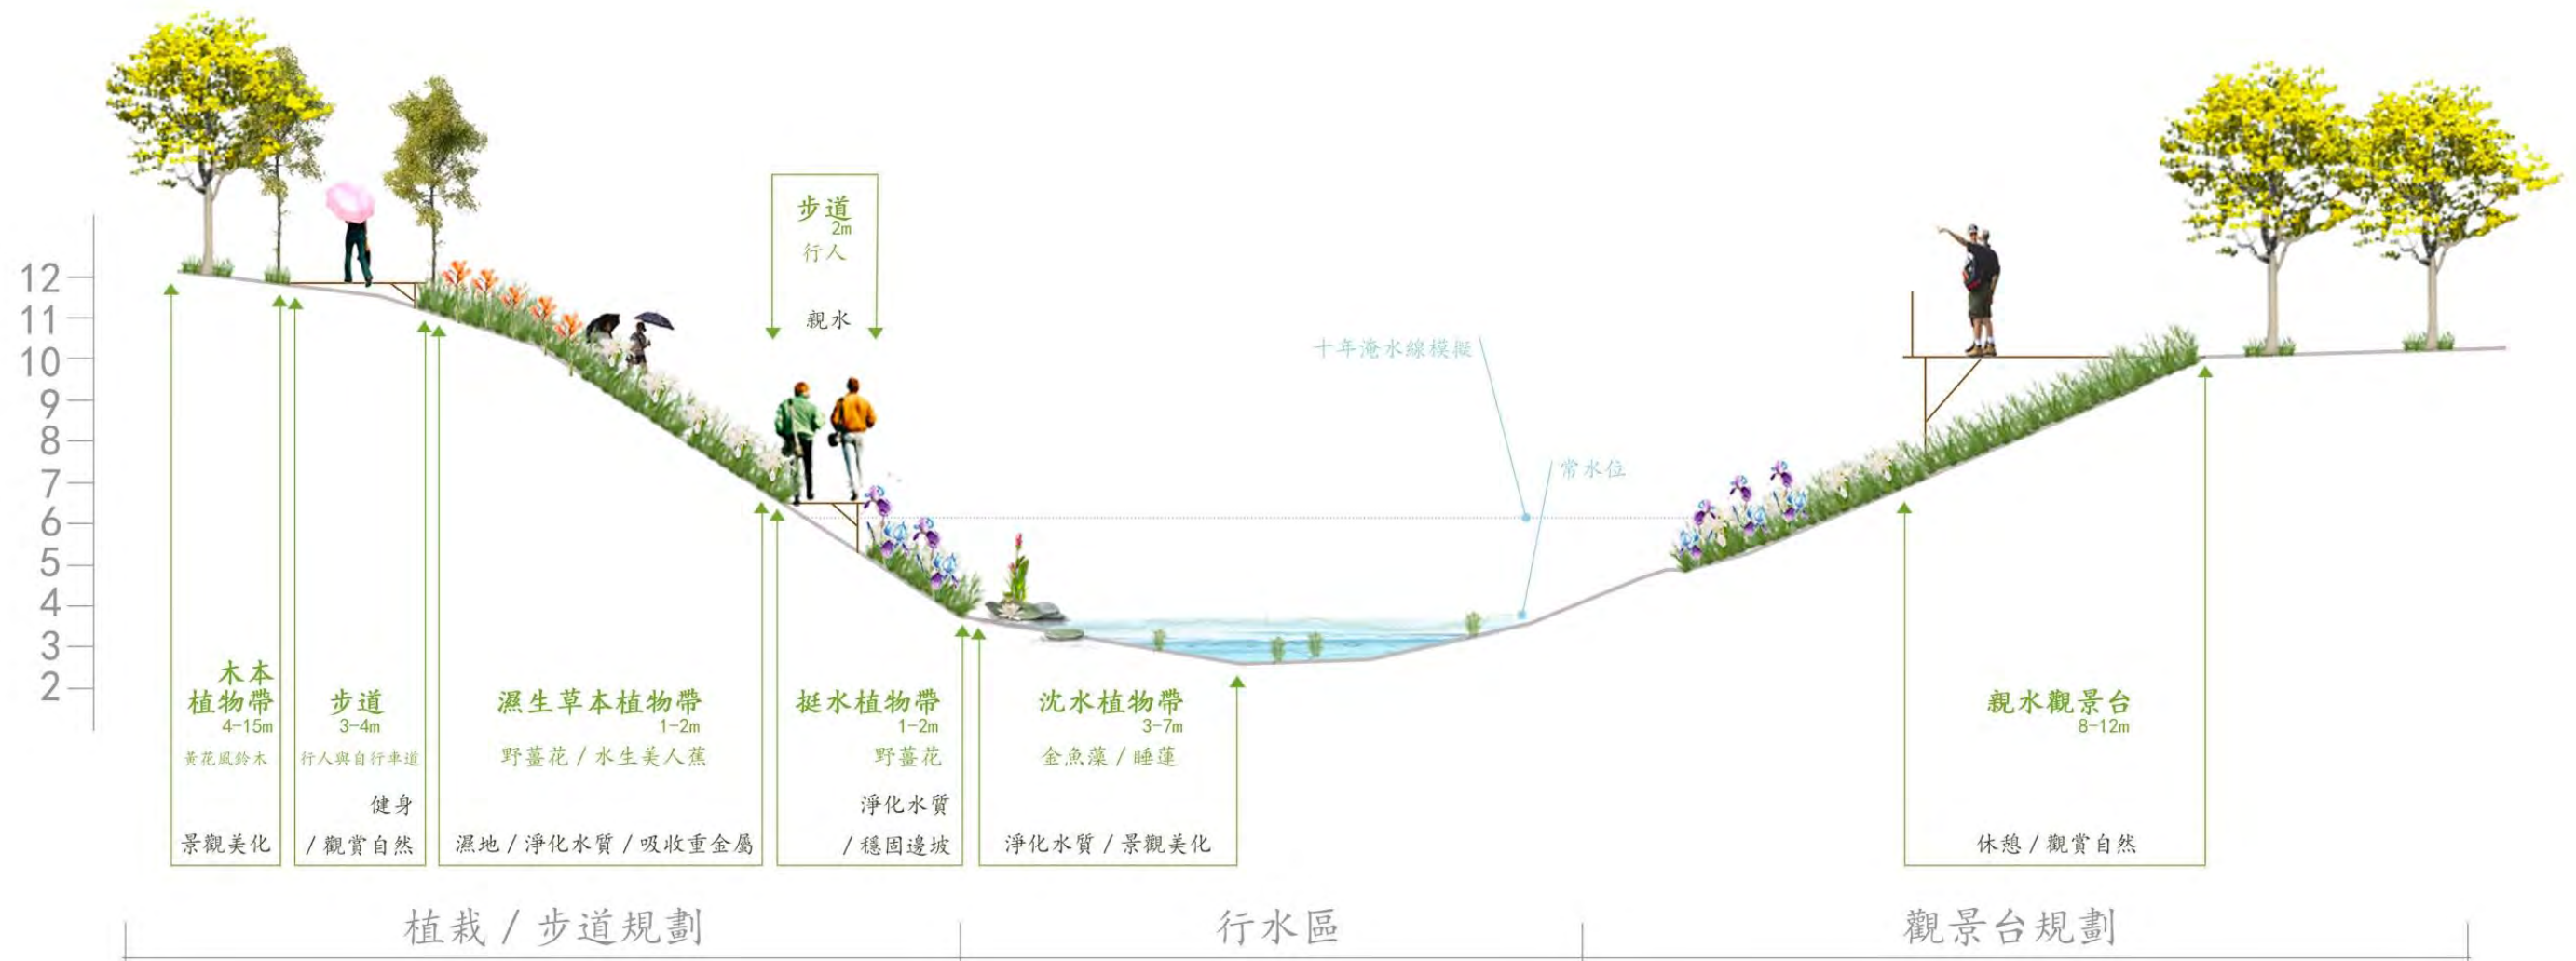 步道
2m
行人
親水
12
11
10
9
8
7
6
5
4
3
2
十年淹水線模擬
常水位
木本
植物帶
4-15m
黃花風鈴木
景觀美化
步道
3-4m
行人與自行車道
健身
/ 觀賞自然
濕生草本植物帶
1-2m
野薑花 / 水生美人蕉
濕地 / 淨化水質 / 吸收重金屬
挺水植物帶
1-2m
野薑花
淨化水質
/ 穩固邊坡
沈水植物帶
3-7m
金魚藻 / 睡蓮
淨化水質 / 景觀美化
親水觀景台
8-12m
休憩 / 觀賞自然
植栽 / 步道規劃
行水區
觀景台規劃